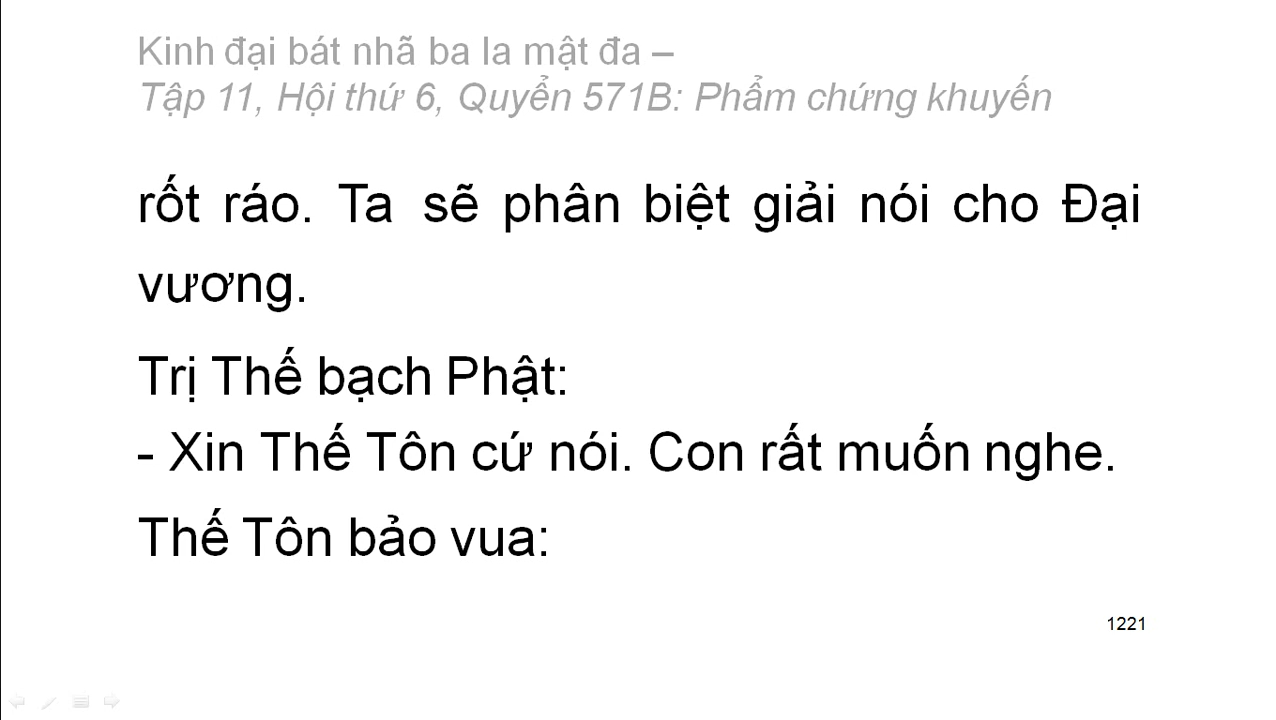 Kinh đại bát nhã ba la mật đa –
Tập 11, Hội thứ 6, Quyển 571B: Phẩm chứng khuyến
rốt ráo. Ta sẽ phân biệt giải nói cho Đại
vương.
Trị Thế bạch Phật:
- Xin Thế Tôn cứ nói. Con rất muốn nghe.
Thế Tôn bảo vua:
1221